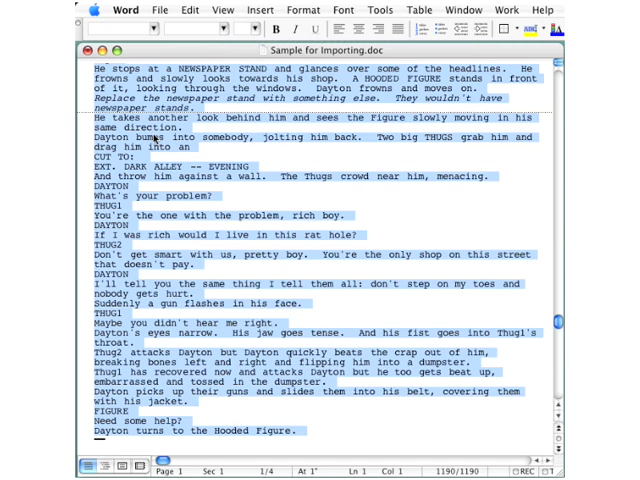 Word File Edit View Insert Format Font Tools Table Window Work Help
B I U
ABC A
Sample for Importing.doc
He stops at a NEWSPAPER STAND and glances over some of the headlines. He
frowns and slowly looks towards his shop. A HOODED FIGURE stands in front
of it, looking through the windows. Dayton frowns and moves on.
Replace the newspaper stand with something else. They wouldn't have
newspaper stands.
He takes another look behind him and sees the Figure slowly moving in his
same direction.
Dayton bumps into somebody, jolting him back. Two big THUGS grab him and
drag him into an
CUT TO:
EXT. DARK ALLEY -- EVENING
And throw him against a wall. The Thugs crowd near him, menacing.
DAYTON
What's your problem?
THUG1
You're the one with the problem, rich boy.
DAYTON
If I was rich would I live in this rat hole?
THUG2
Don't get smart with us, pretty boy. You're the only shop on this street
that doesn't pay.
DAYTON
I'll tell you the same thing I tell them all: don't step on my toes and
nobody gets hurt.
Suddenly a gun flashes in his face.
THUG1
Maybe you didn't hear me right.
Dayton's eyes narrow. His jaw goes tense. And his fist goes into Thug1's
throat.
Thug2 attacks Dayton but Dayton quickly beats the crap out of him,
breaking bones left and right and flipping him into a dumpster.
Thug1 has recovered now and attacks Dayton but he too gets beat up,
embarrassed and tossed in the dumpster.
Dayton picks up their guns and slides them into his belt, covering them
with his jacket.
FIGURE
Need some help?
Dayton turns to the Hooded Figure.
Page 1 Sec 1 1/4 At 1" Ln 1 Col 1 1190/1190 REC T